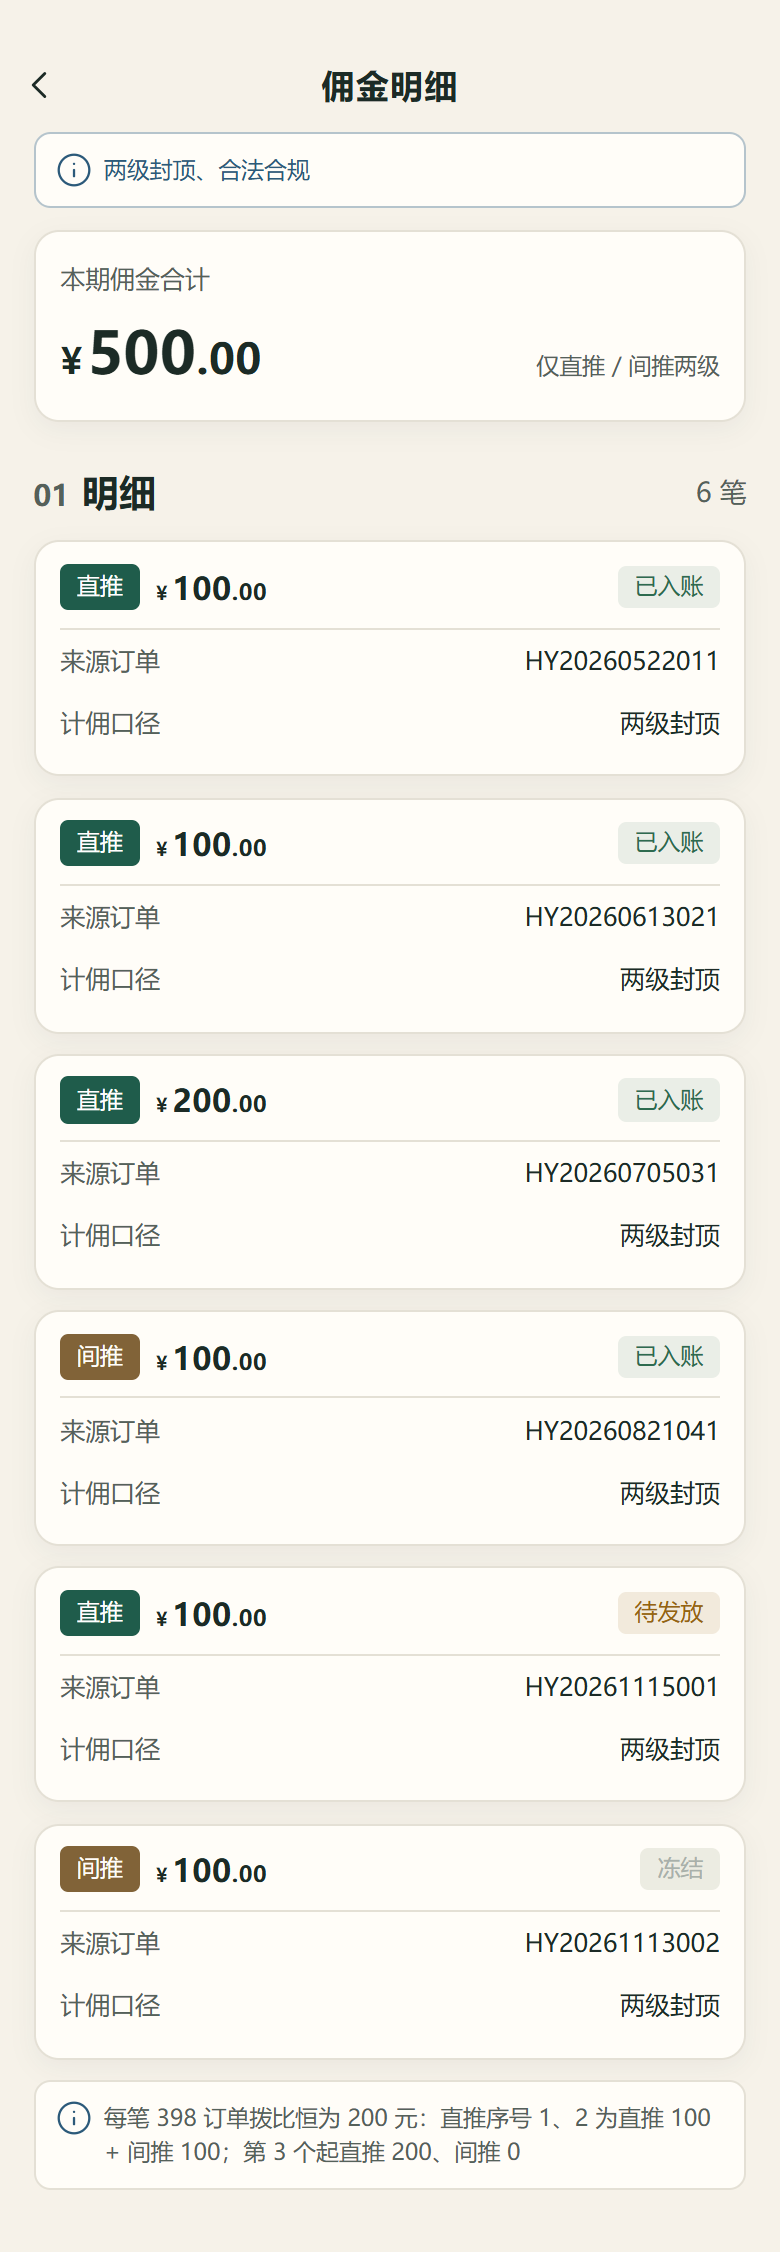 佣金明细
两级封顶、合法合规
本期佣金合计
¥500.00
仅直推 / 间推两级
01 明细
6 笔
直推 ¥100.00 已入账
来源订单 HY20260522011
计佣口径 两级封顶
直推 ¥100.00 已入账
来源订单 HY20260613021
计佣口径 两级封顶
直推 ¥200.00 已入账
来源订单 HY20260705031
计佣口径 两级封顶
间推 ¥100.00 已入账
来源订单 HY20260821041
计佣口径 两级封顶
直推 ¥100.00 待发放
来源订单 HY20261115001
计佣口径 两级封顶
间推 ¥100.00 冻结
来源订单 HY20261113002
计佣口径 两级封顶
每笔 398 订单拨比恒为 200 元：直推序号 1、2 为直推 100
+ 间推 100；第 3 个起直推 200、间推 0